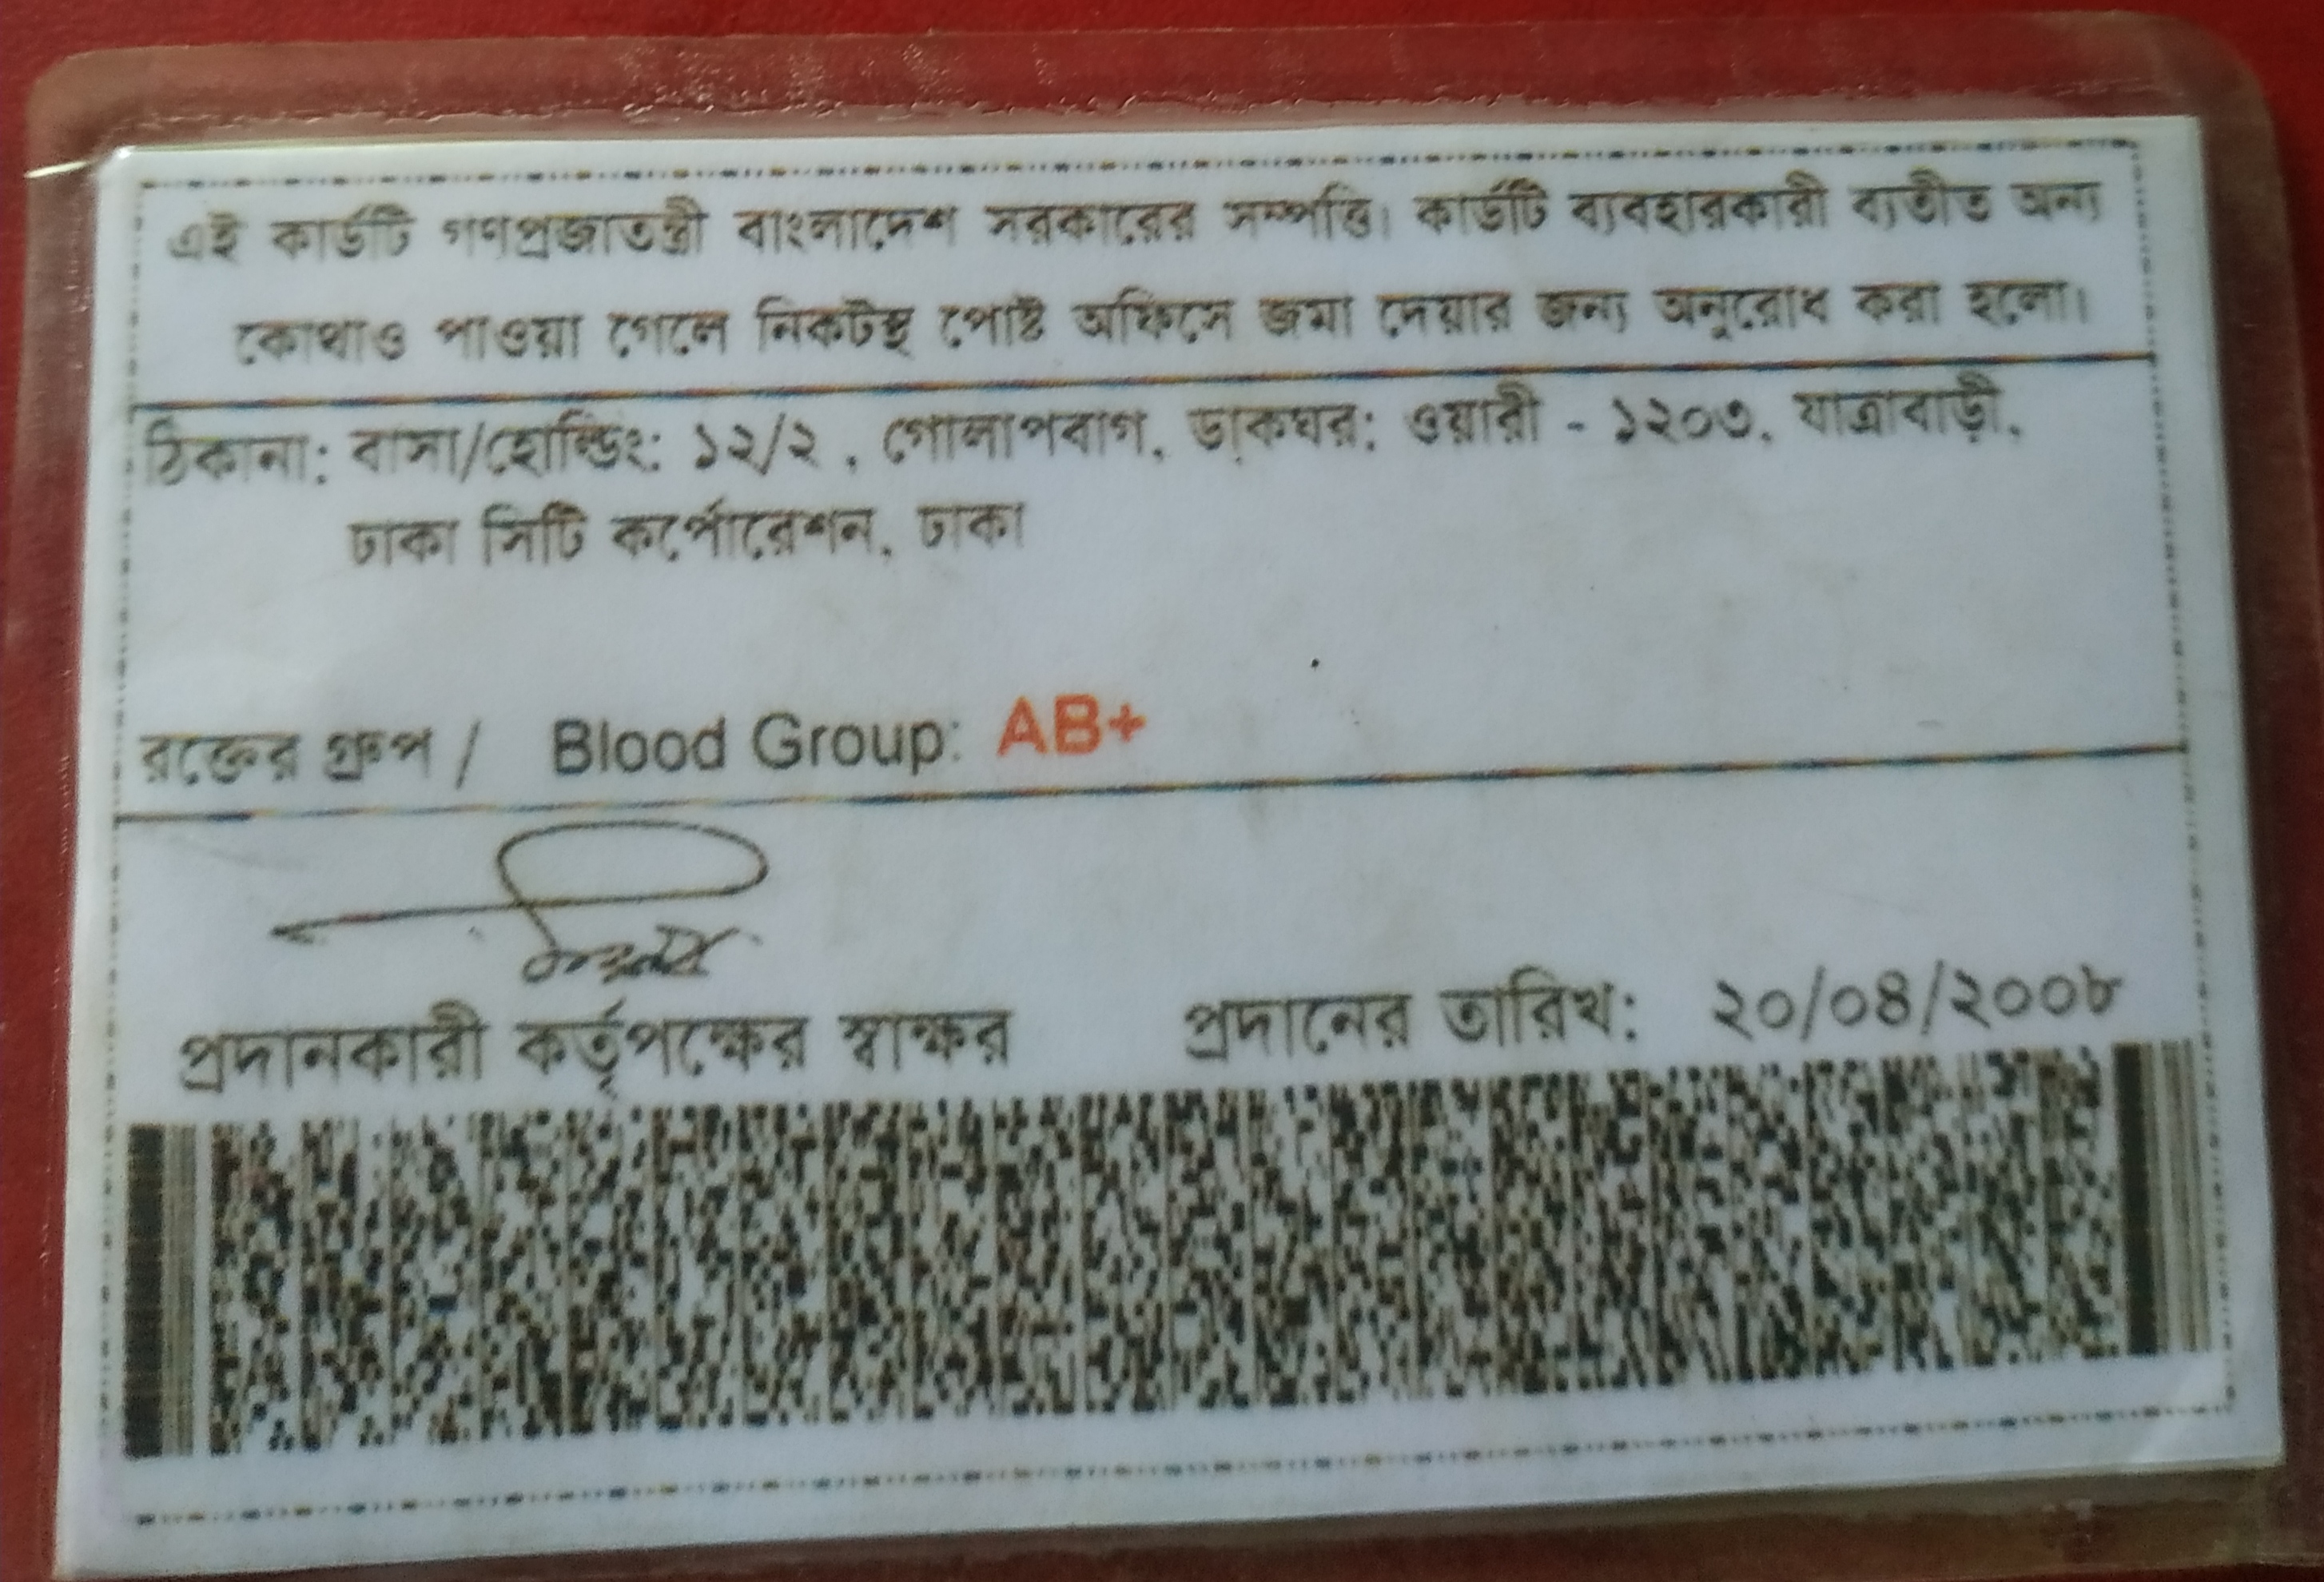 এই কার্ডটি গণপ্রজাতন্ত্রী বাংলাদেশ সরকারের সম্পত্তি। কার্ডটি ব্যবহারকারী ব্যতীত অন্য
কোথাও পাওয়া গেলে নিকটস্থ পোষ্ট অফিসে জমা দেয়ার জন্য অনুরোধ করা হলো।
ঠিকানা: বাসা/হোল্ডিং: ১২/২ , গোলাপবাগ, ডাকঘর: ওয়ারী - ১২০৩, যাত্রাবাড়ী,
ঢাকা সিটি কর্পোরেশন, ঢাকা
রক্তের গ্রুপ / Blood Group: AB+
প্রদানকারী কর্তৃপক্ষের স্বাক্ষর প্রদানের তারিখ: ২০/০৪/২০০৮